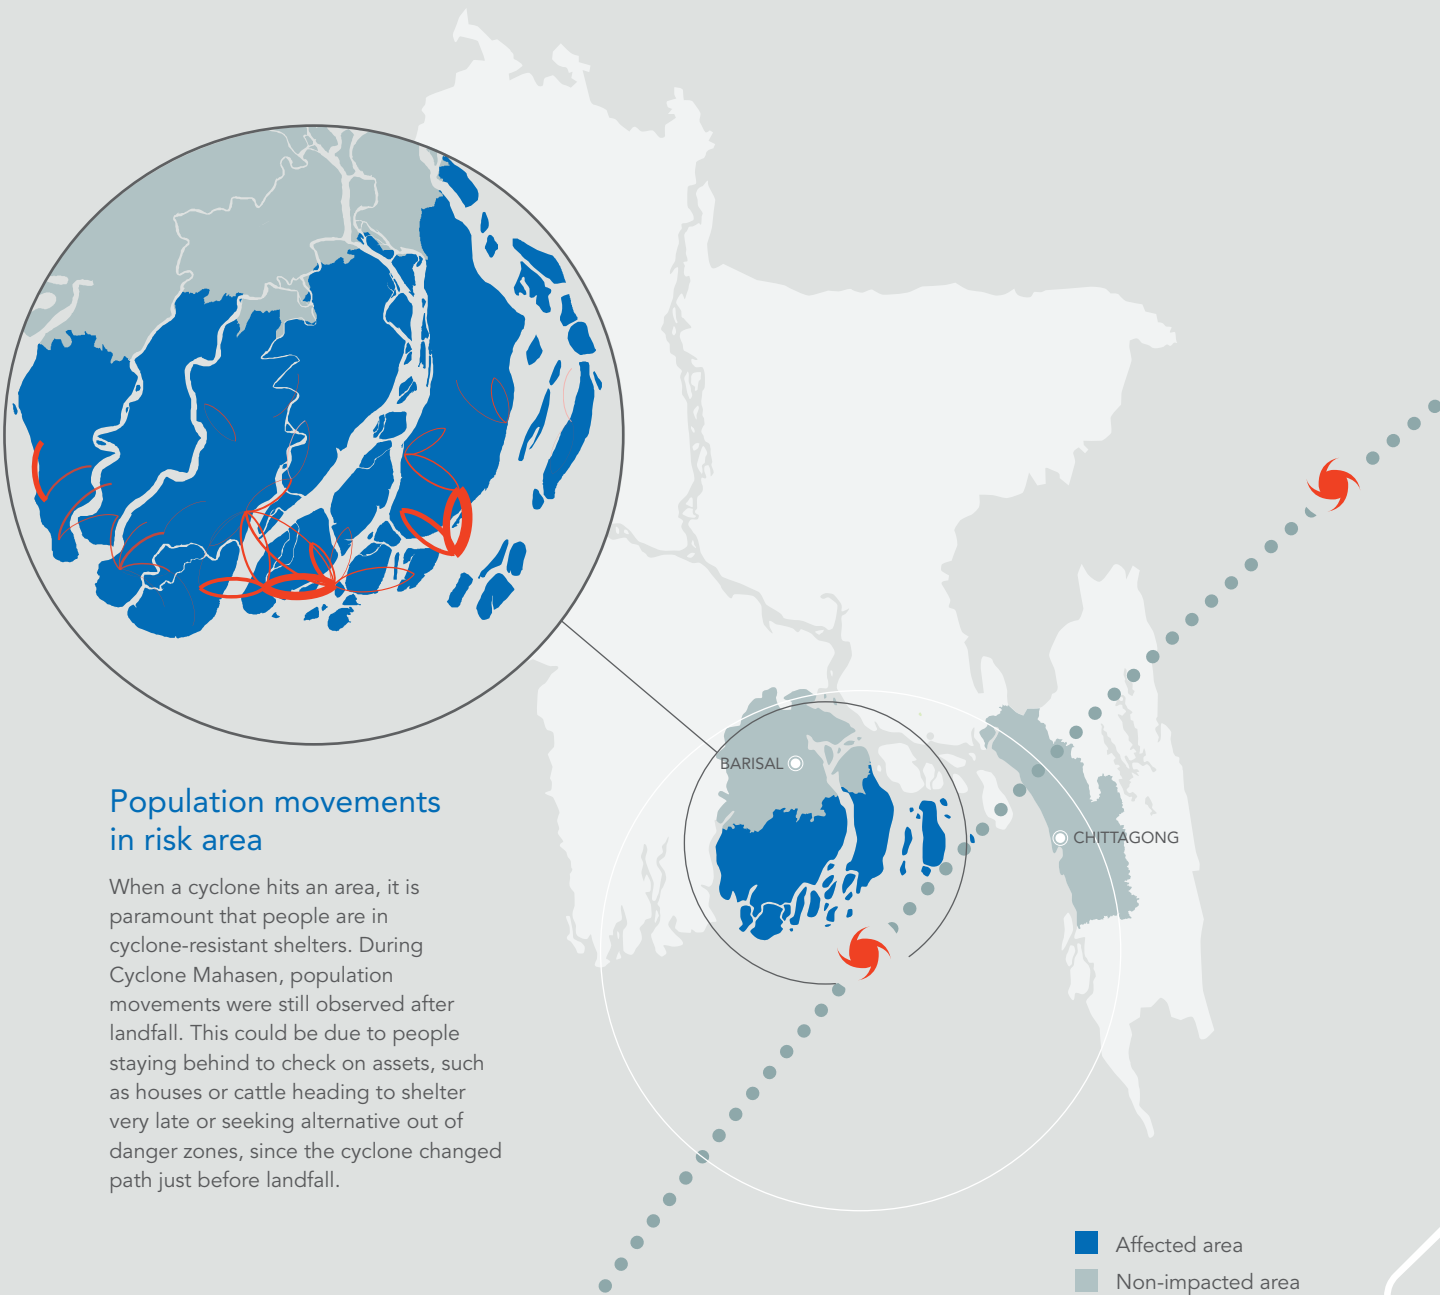 BARISAL
CHITTAGONG
Population movements
in risk area
When a cyclone hits an area, it is
paramount that people are in
cyclone-resistant shelters. During
Cyclone Mahasen, population
movements were still observed after
landfall. This could be due to people
staying behind to check on assets, such
as houses or cattle heading to shelter
very late or seeking alternative out of
danger zones, since the cyclone changed
path just before landfall.
Affected area
Non-impacted area